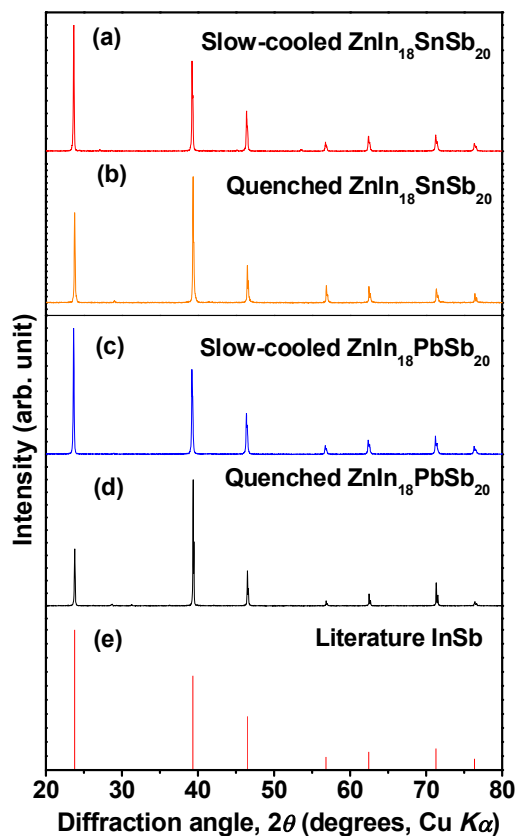 (a)
Slow-cooled ZnIn₁₈SnSb₂₀
(b)
Quenched ZnIn₁₈SnSb₂₀
(c)
Slow-cooled ZnIn₁₈PbSb₂₀
(d)
Quenched ZnIn₁₈PbSb₂₀
(e)
Literature InSb
Intensity (arb. unit)
20 30 40 50 60 70 80
Diffraction angle, 2θ (degrees, Cu Kα)